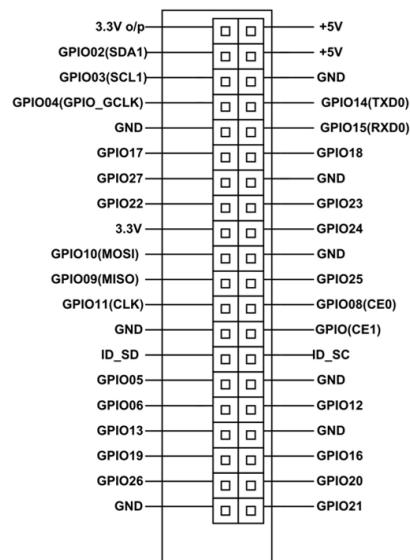 3.3V o/p +5V
GPIO02(SDA1) +5V
GPIO03(SCL1) GND
GPIO04(GPIO_GCLK) GPIO14(TXD0)
GND GPIO15(RXD0)
GPIO17 GPIO18
GPIO27 GND
GPIO22 GPIO23
3.3V GPIO24
GPIO10(MOSI) GND
GPIO09(MISO) GPIO25
GPIO11(CLK) GPIO08(CE0)
GND GPIO(CE1)
ID_SD ID_SC
GPIO05 GND
GPIO06 GPIO12
GPIO13 GND
GPIO19 GPIO16
GPIO26 GPIO20
GND GPIO21